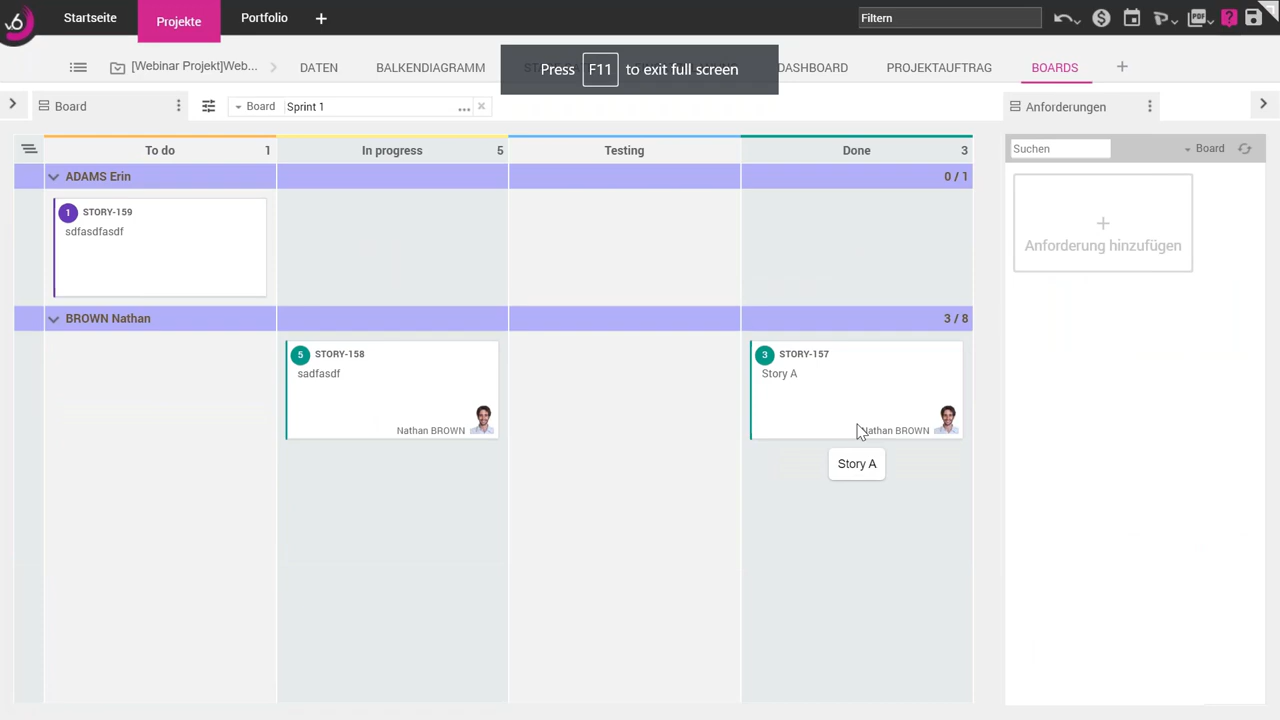 v6 Startseite Projekte Portfolio + Filtern PDF ?
[Webinar Projekt]Web... DATEN BALKENDIAGRAMM DASHBOARD PROJEKTAUFTRAG BOARDS +
Press F11 to exit full screen
Board Board Sprint 1 ... Anforderungen
To do 1 In progress 5 Testing Done 3
Suchen Board
ADAMS Erin 0 / 1
1 STORY-159
sdfasdfasdf
+
Anforderung hinzufügen
BROWN Nathan 3 / 8
5 STORY-158
sadfasdf
Nathan BROWN
3 STORY-157
Story A
Nathan BROWN
Story A